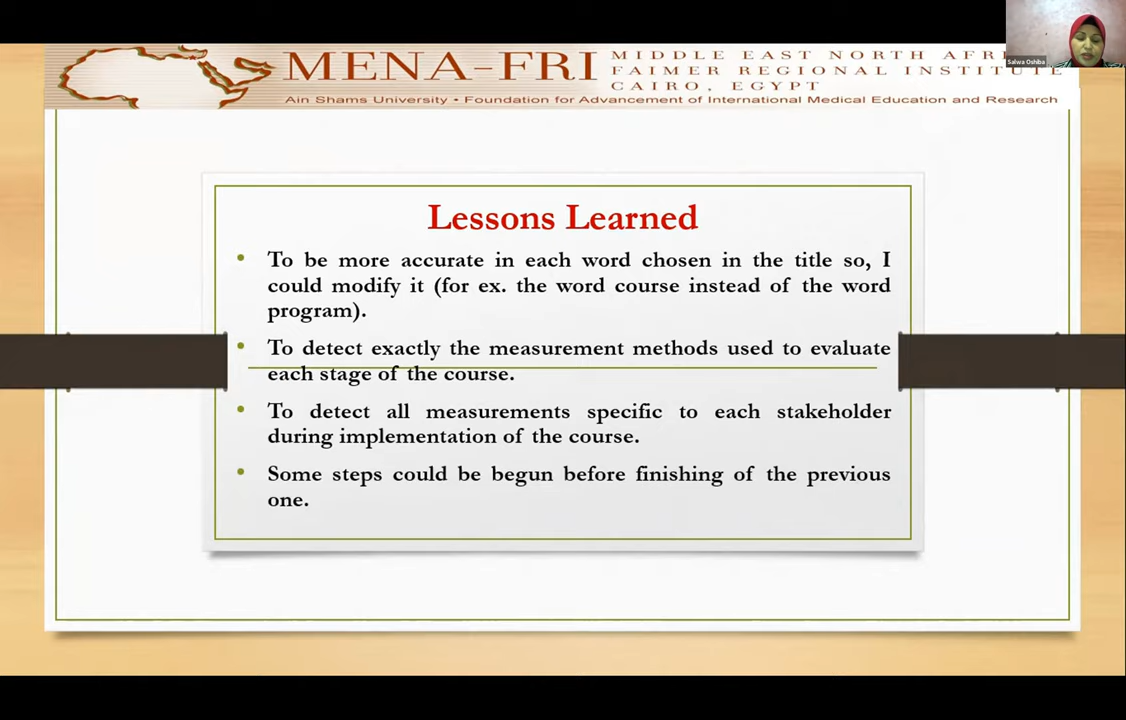 MENA-FRI
MIDDLE EAST NORTH AFR
FAIMER REGIONAL INSTITUTE
CAIRO, EGYPT
Ain Shams University • Foundation for Advancement of International Medical Education and Research
Salwa Oshiba
Lessons Learned
• To be more accurate in each word chosen in the title so, I
could modify it (for ex. the word course instead of the word
program).
• To detect exactly the measurement methods used to evaluate
each stage of the course.
• To detect all measurements specific to each stakeholder
during implementation of the course.
• Some steps could be begun before finishing of the previous
one.